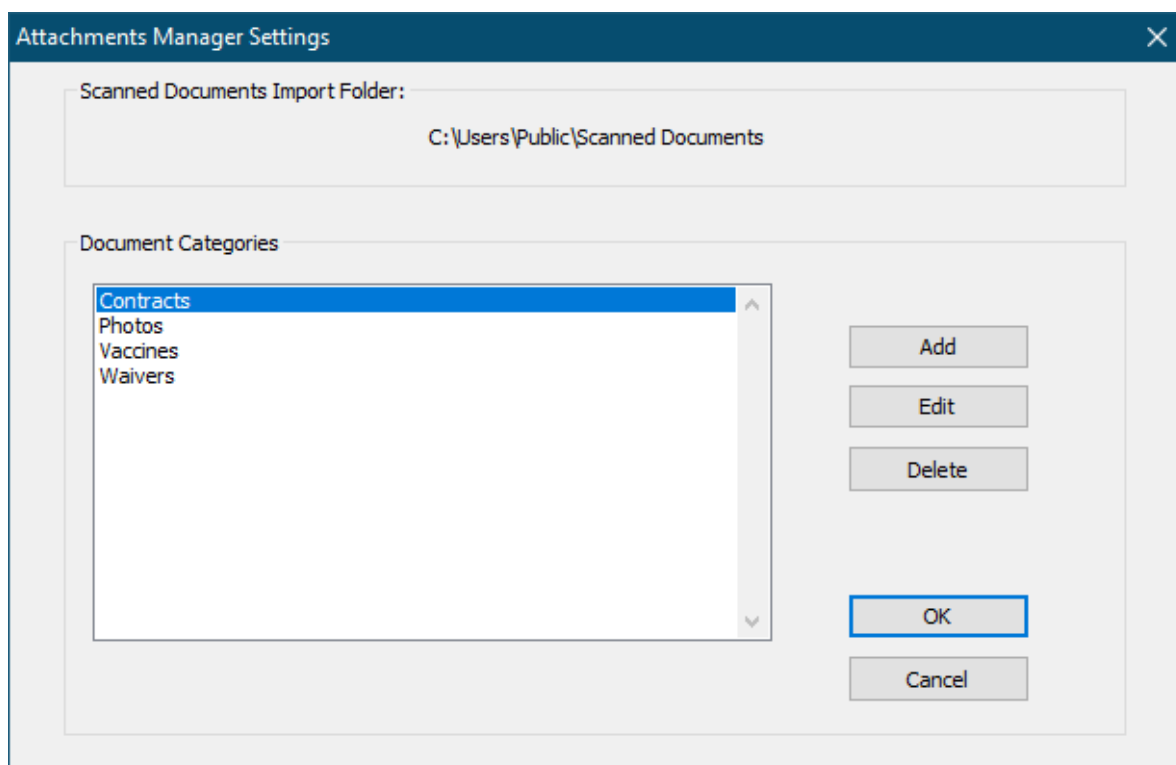 Attachments Manager Settings
Scanned Documents Import Folder:
C:\Users\Public\Scanned Documents
Document Categories
Contracts
Photos
Vaccines
Waivers
Add
Edit
Delete
OK
Cancel